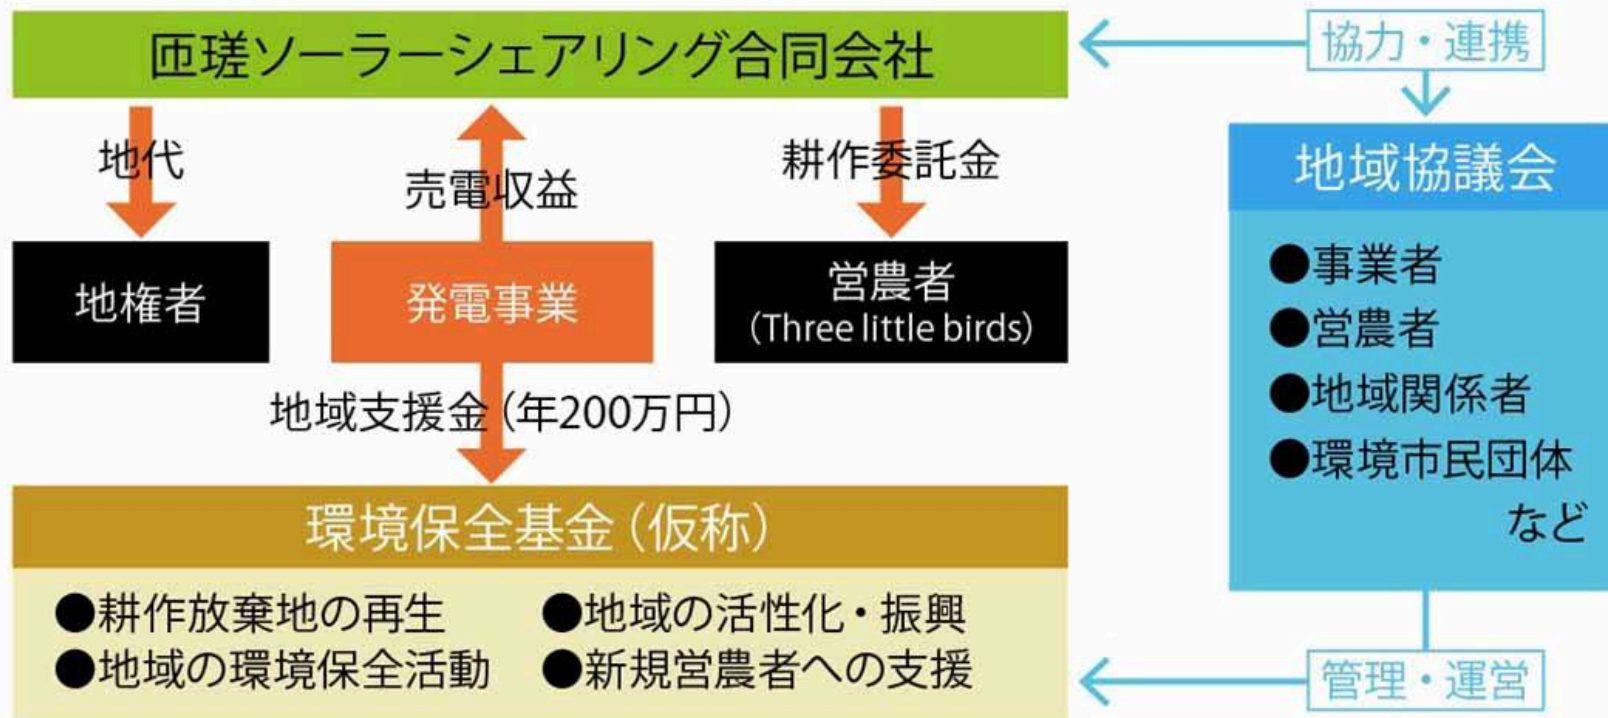 匝瑳ソーラーシェアリング合同会社
協力・連携
地代
売電収益
耕作委託金
地権者
発電事業
営農者
（Three little birds）
地域支援金（年200万円）
環境保全基金（仮称）
●耕作放棄地の再生
●地域の活性化・振興
●地域の環境保全活動
●新規営農者への支援
地域協議会
●事業者
●営農者
●地域関係者
●環境市民団体
など
管理・運営